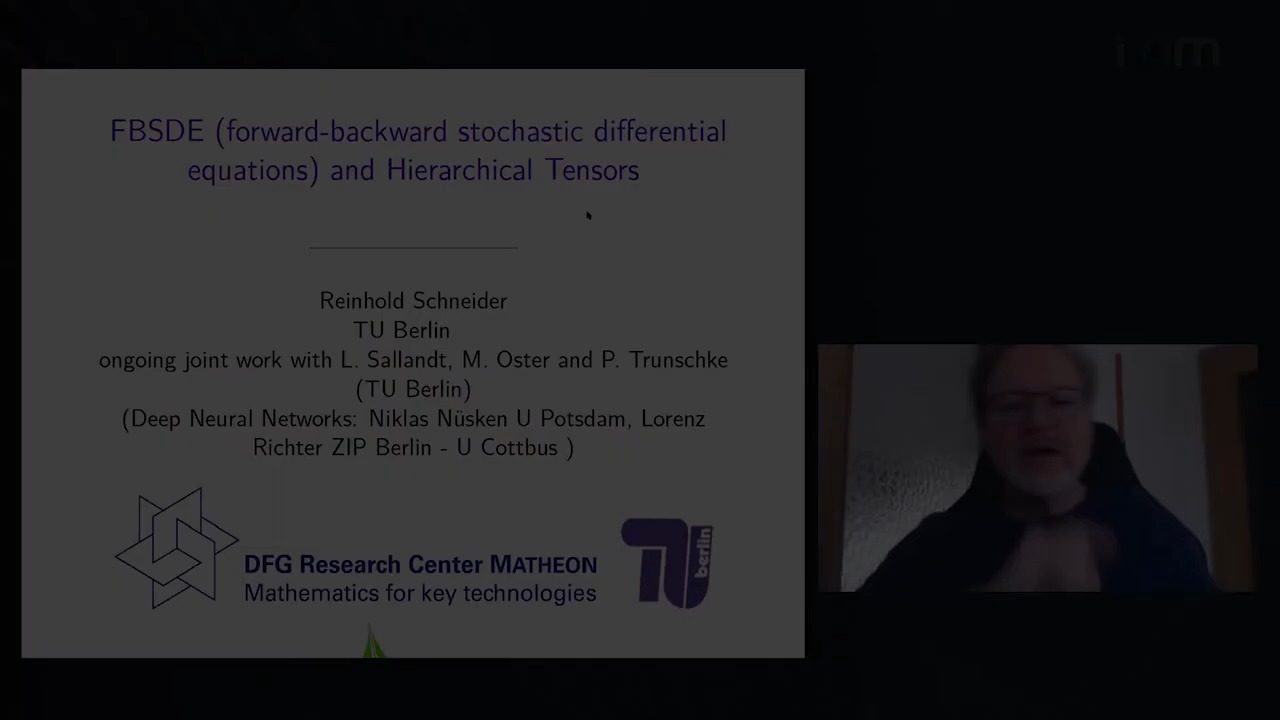 FBSDE (forward-backward stochastic differential
equations) and Hierarchical Tensors
Reinhold Schneider
TU Berlin
ongoing joint work with L. Sallandt, M. Oster and P. Trunschke
(TU Berlin)
(Deep Neural Networks: Niklas Nüsken U Potsdam, Lorenz
Richter ZIP Berlin - U Cottbus )
DFG Research Center MATHEON
Mathematics for key technologies
berlin